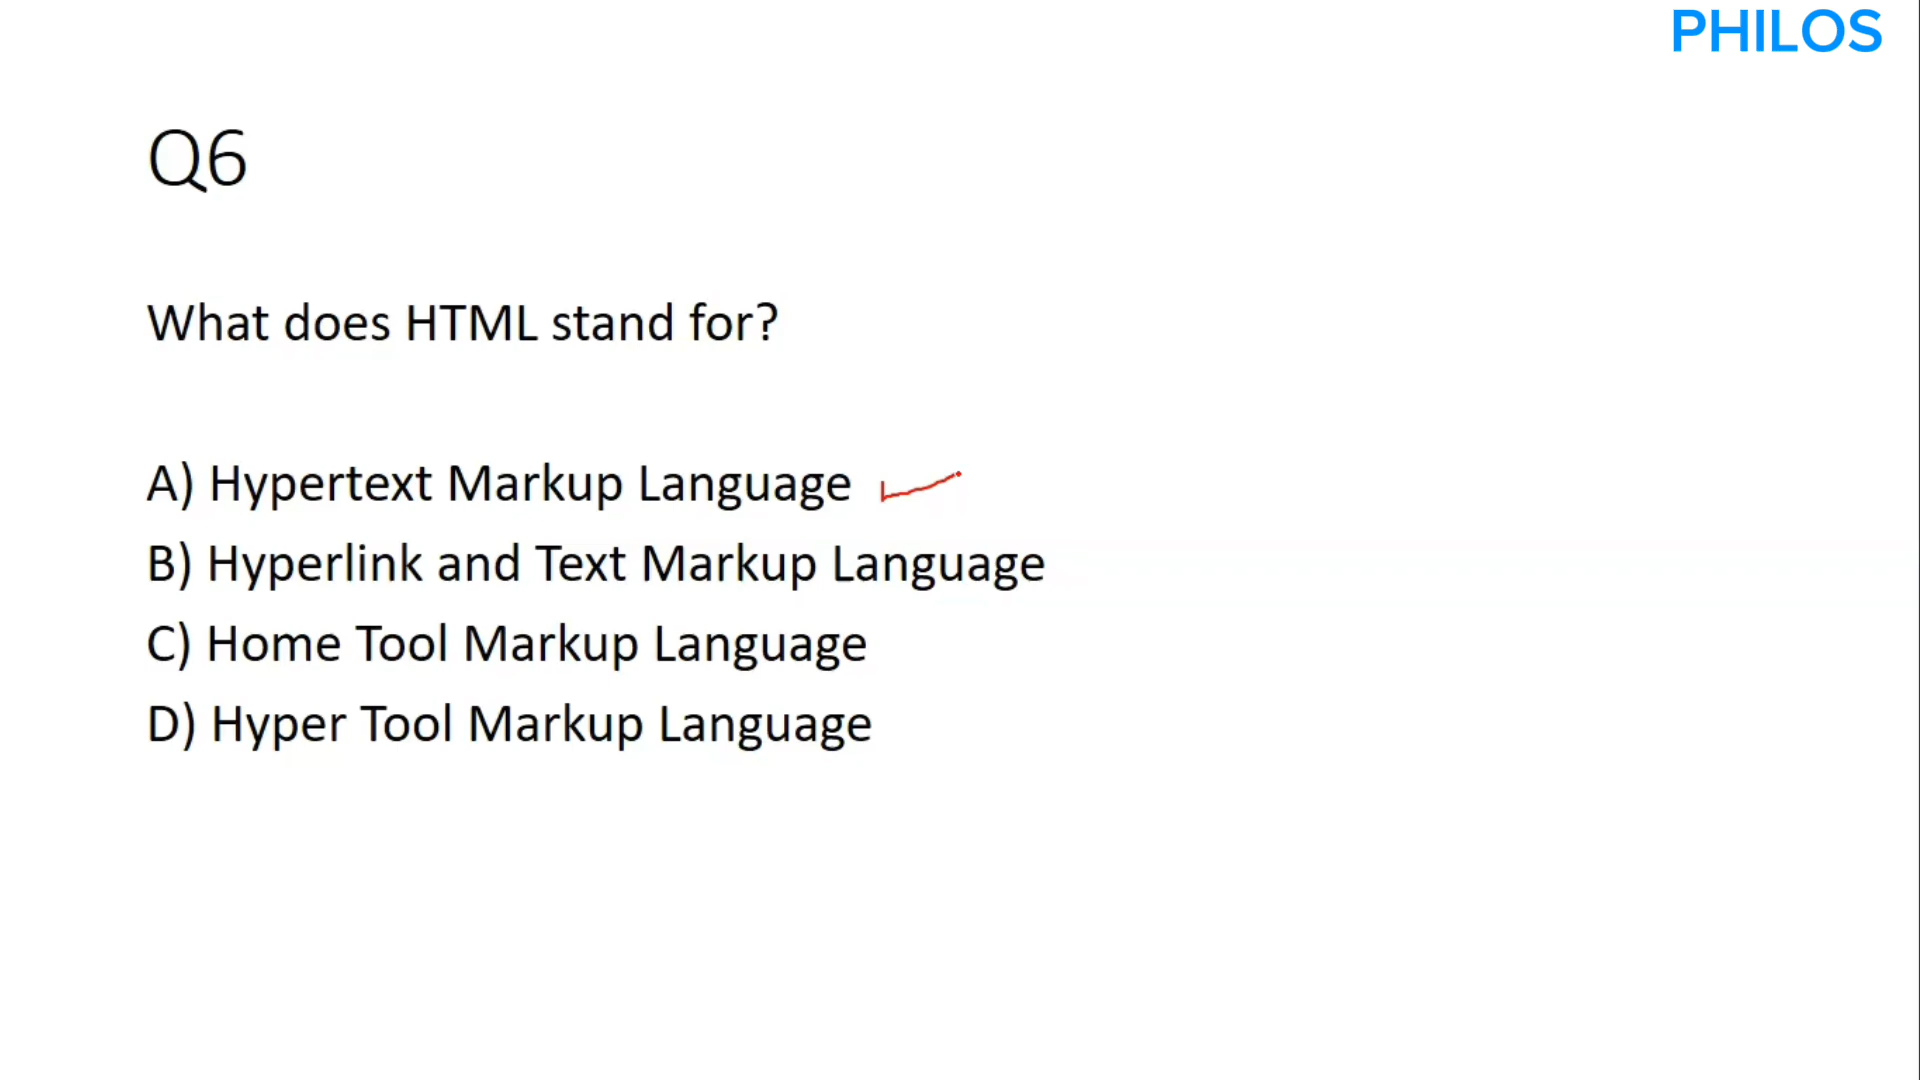 PHILOS
Q6
What does HTML stand for?
A) Hypertext Markup Language
B) Hyperlink and Text Markup Language
C) Home Tool Markup Language
D) Hyper Tool Markup Language